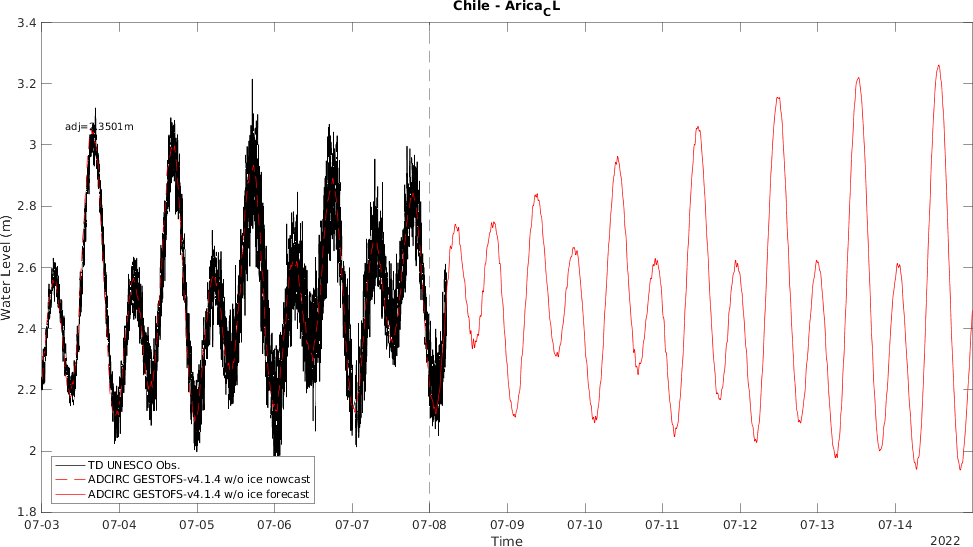 Chile - Arica_CL
3.4
3.2
3
2.8
2.6
2.4
2.2
2
1.8
Water Level (m)
adj=2.3501m
TD UNESCO Obs.
ADCIRC GESTOFS-v4.1.4 w/o ice nowcast
ADCIRC GESTOFS-v4.1.4 w/o ice forecast
07-03 07-04 07-05 07-06 07-07 07-08 07-09 07-10 07-11 07-12 07-13 07-14
Time
2022